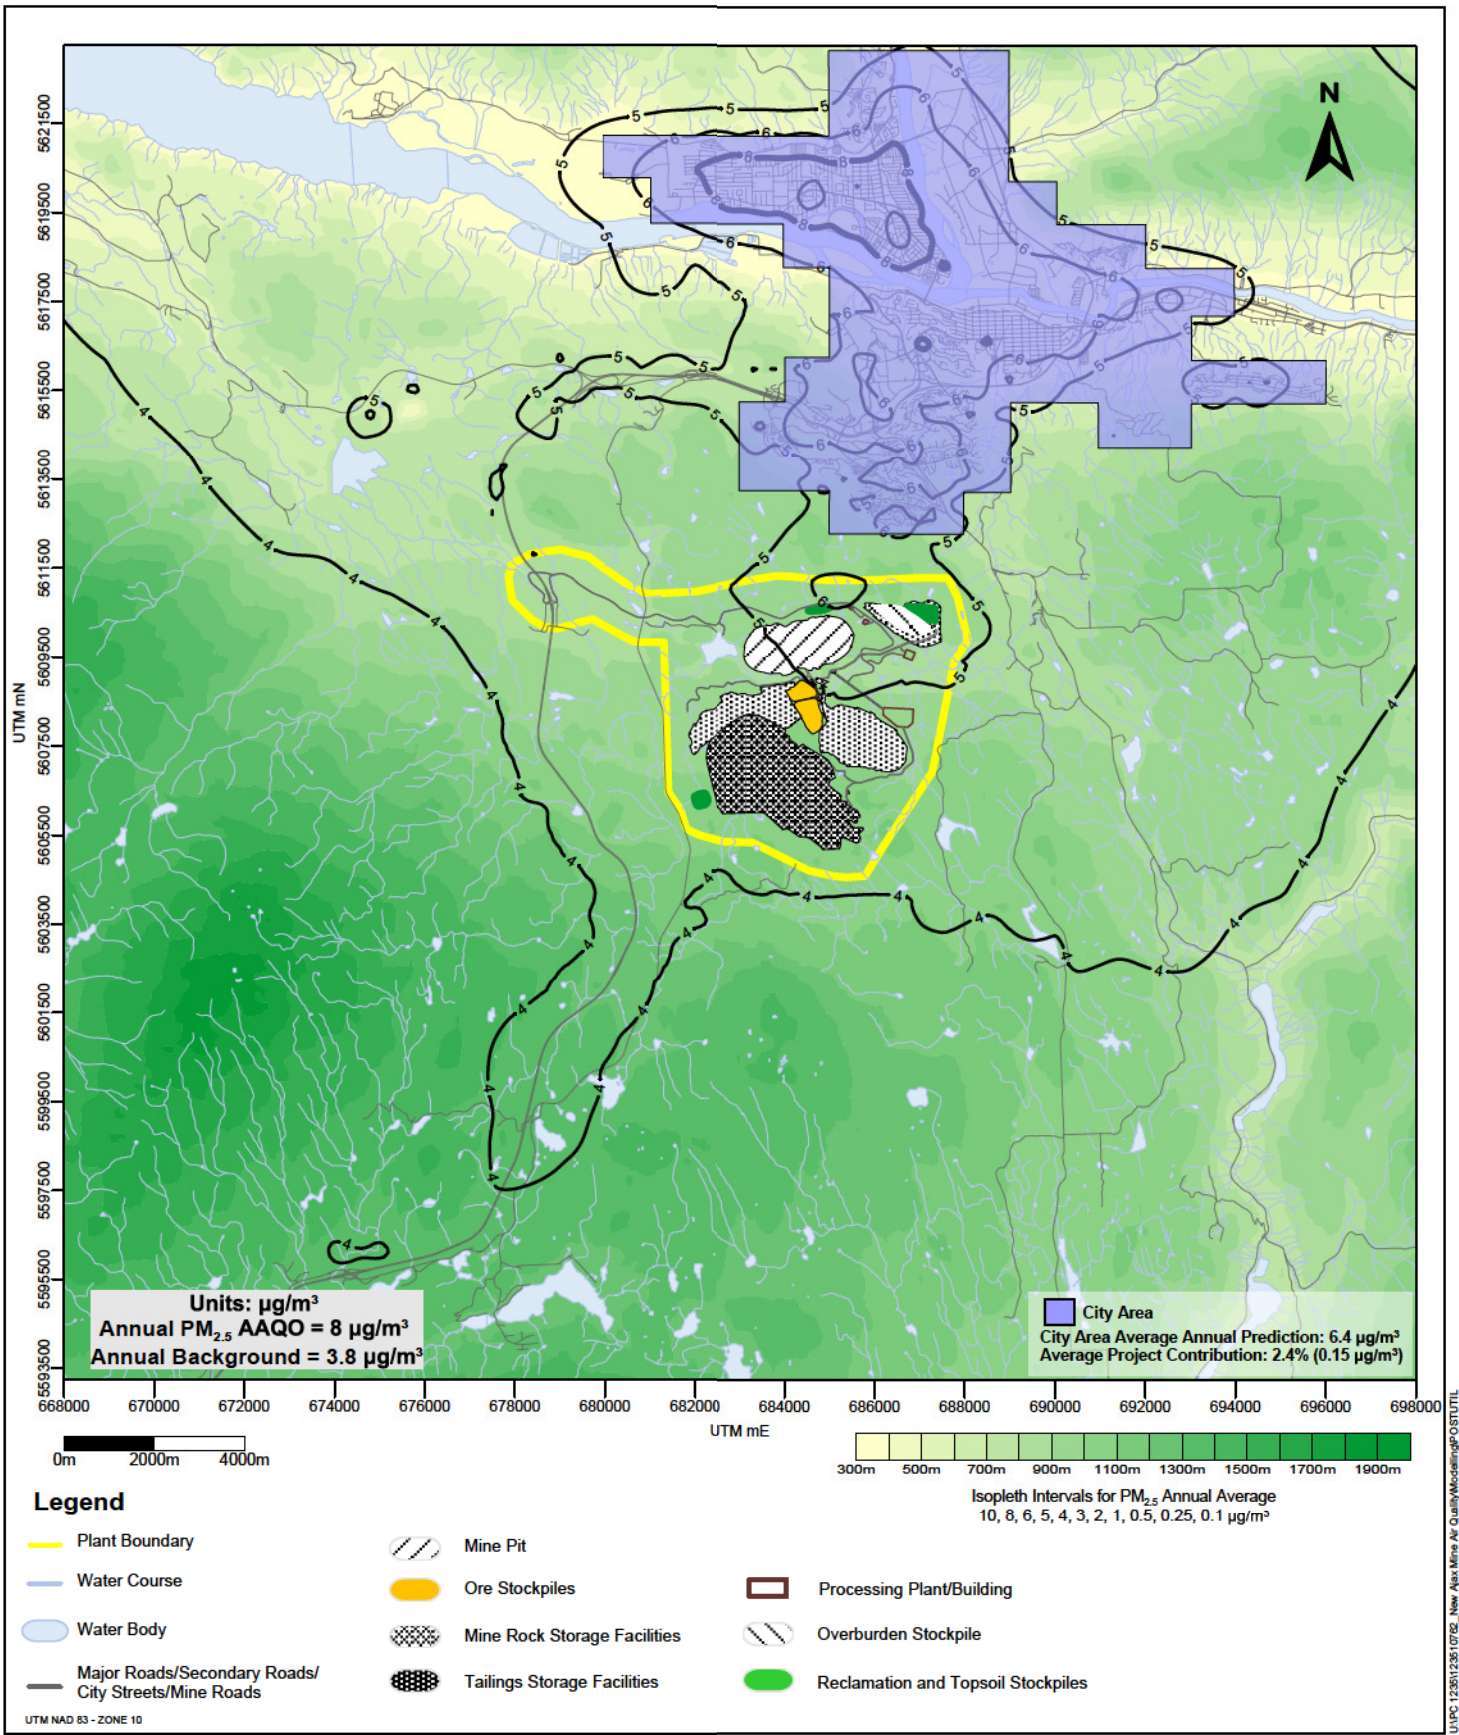 N
5621500
5619500
5617500
5615500
5613500
5611500
5609500
5607500
5605500
5603500
5601500
5599500
5597500
5595500
5593500
UTM mN
Units: µg/m³
Annual PM2.5 AAQO = 8 µg/m³
Annual Background = 3.8 µg/m³
City Area
City Area Average Annual Prediction: 6.4 µg/m³
Average Project Contribution: 2.4% (0.15 µg/m³)
668000 670000 672000 674000 676000 678000 680000 682000 684000 686000 688000 690000 692000 694000 696000 698000
UTM mE
0m 2000m 4000m
300m 500m 700m 900m 1100m 1300m 1500m 1700m 1900m
Isopleth Intervals for PM2.5 Annual Average
10, 8, 6, 5, 4, 3, 2, 1, 0.5, 0.25, 0.1 µg/m³
Legend
Plant Boundary
Water Course
Water Body
Major Roads/Secondary Roads/
City Streets/Mine Roads
Mine Pit
Ore Stockpiles
Mine Rock Storage Facilities
Tailings Storage Facilities
Processing Plant/Building
Overburden Stockpile
Reclamation and Topsoil Stockpiles
UTM NAD 83 - ZONE 10